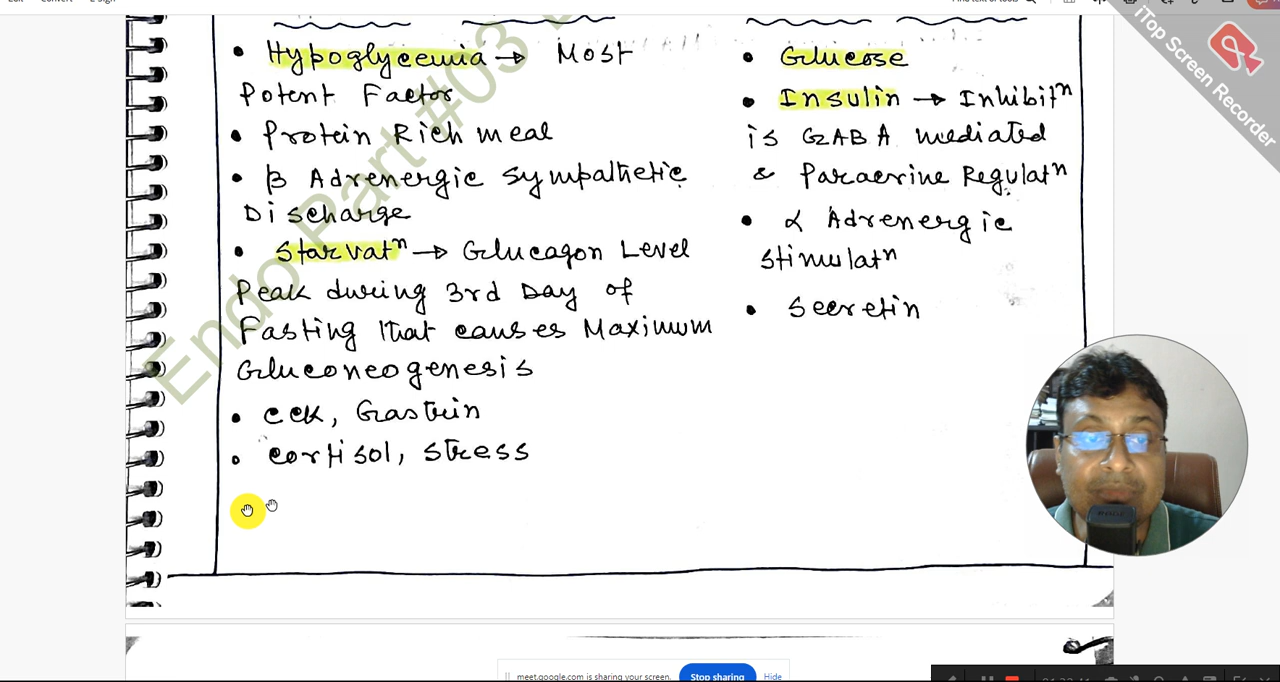 Hypoglycemia → Most
Potent Factor
• Protein Rich meal
• β Adrenergic Sympathetic
Discharge
• Starvatⁿ → Glucagon Level
Peak during 3rd Day of
Fasting that causes Maximum
Gluconeogenesis
• CCK, Gastrin
• Cortisol, Stress
• Glucose
• Insulin → Inhibitⁿ
is GABA mediated
& Paracrine Regulatⁿ
• α Adrenergic
Stimulatⁿ
• Secretin
Endo Part #03
iTop Screen Recorder
meet.google.com is sharing your screen.
Stop sharing
Hide